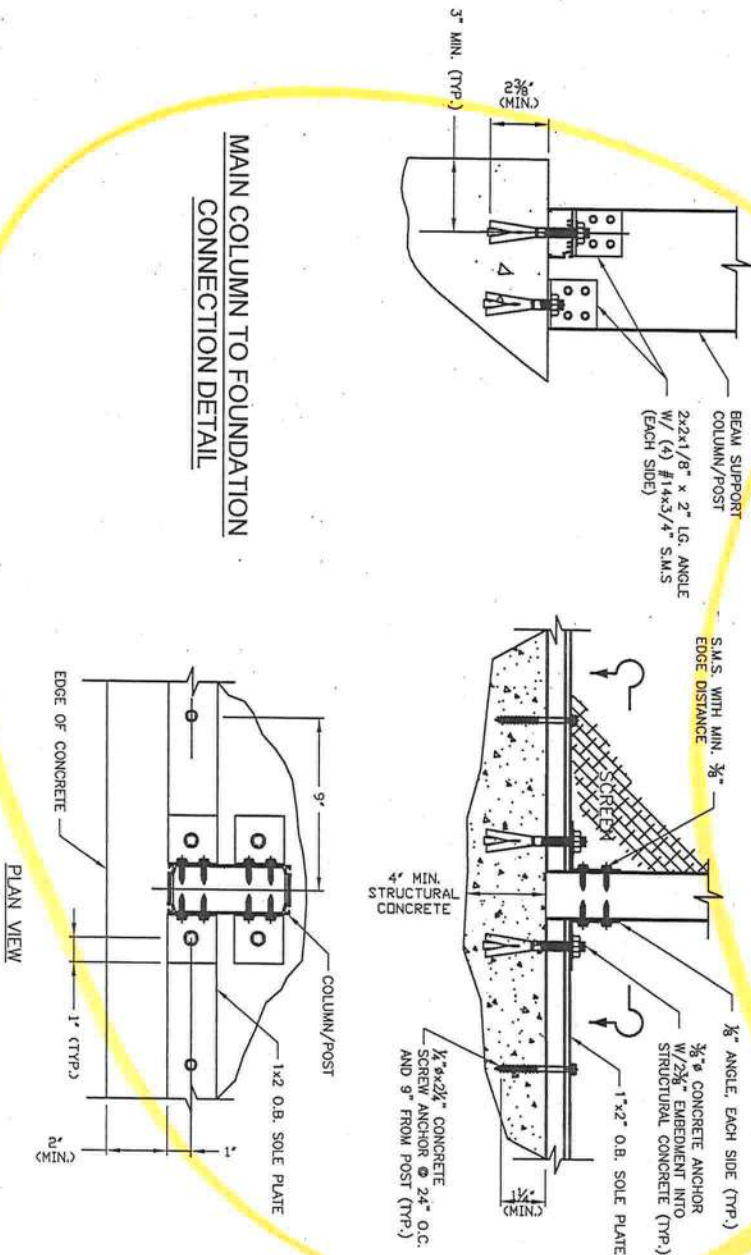 3" MIN. (TYP.)
2⅜"
(MIN.)
BEAM SUPPORT
COLUMN/POST
2x2x1/8" x 2" LG. ANGLE
W/ (4) #14x3/4" S.M.S
(EACH SIDE)
MAIN COLUMN TO FOUNDATION
CONNECTION DETAIL
S.M.S. WITH MIN. ⅜"
EDGE DISTANCE
SCREEN
4" MIN.
STRUCTURAL
CONCRETE
⅛" ANGLE, EACH SIDE (TYP.)
⅜"ø CONCRETE ANCHOR
W/2⅜" EMBEDMENT INTO
STRUCTURAL CONCRETE (TYP.)
1"x2" O.B. SOLE PLATE
1¼"
(MIN.)
¼"øx2¼" CONCRETE
SCREW ANCHOR @ 24" O.C.
AND 9" FROM POST (TYP.)
9"
COLUMN/POST
1x2 O.B. SOLE PLATE
EDGE OF CONCRETE
1" (TYP.)
2"
(MIN.)
1"
PLAN VIEW